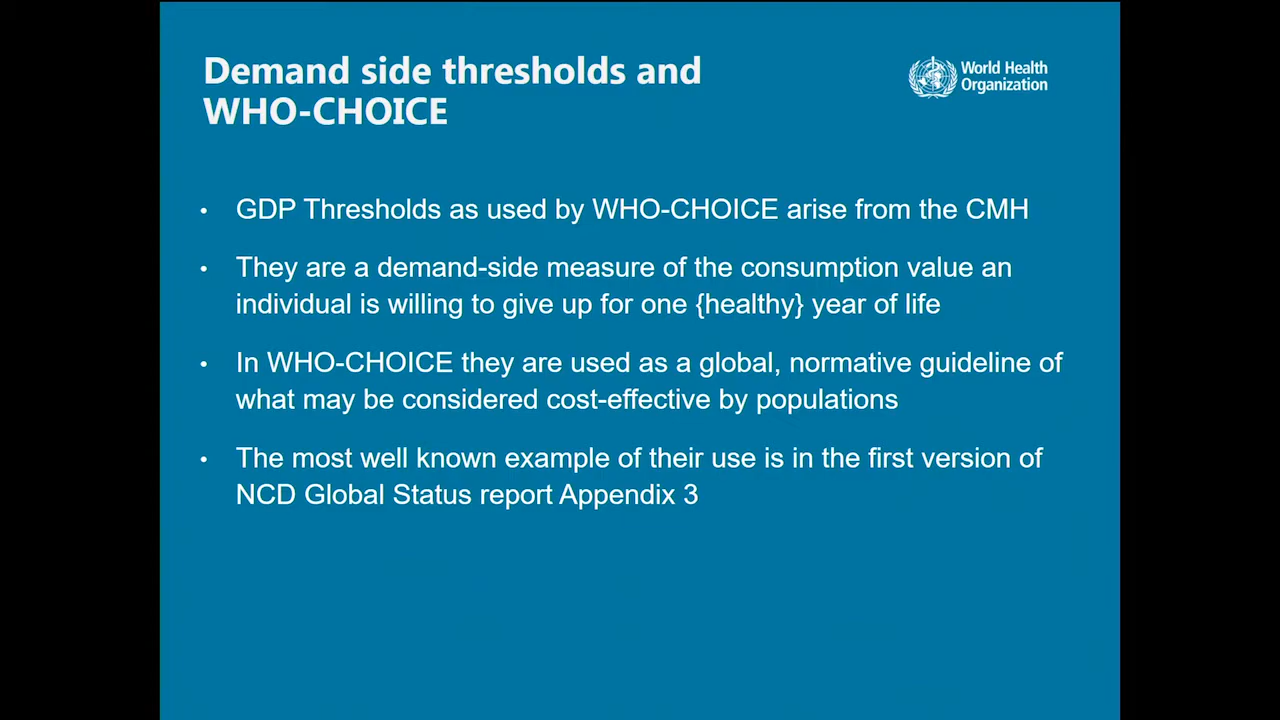 Demand side thresholds and
WHO-CHOICE
World Health
Organization
• GDP Thresholds as used by WHO-CHOICE arise from the CMH
• They are a demand-side measure of the consumption value an
individual is willing to give up for one {healthy} year of life
• In WHO-CHOICE they are used as a global, normative guideline of
what may be considered cost-effective by populations
• The most well known example of their use is in the first version of
NCD Global Status report Appendix 3